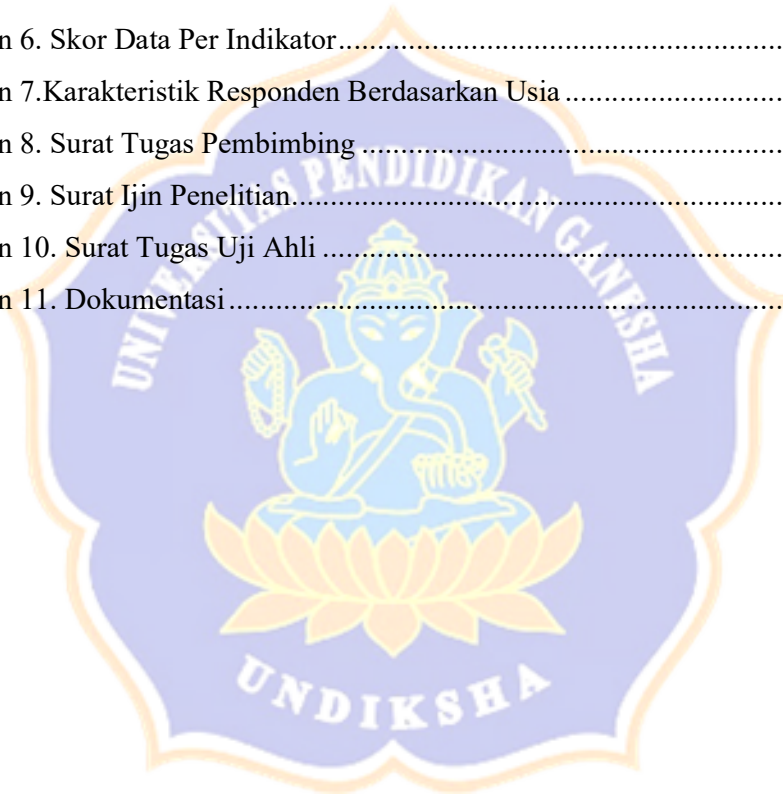 n 6. Skor Data Per Indikator..........................................................
n 7.Karakteristik Responden Berdasarkan Usia............................
n 8. Surat Tugas Pembimbing.......................................................
n 9. Surat Ijin Penelitian................................................................
n 10. Surat Tugas Uji Ahli............................................................
n 11. Dokumentasi........................................................................
UNIVERSITAS PENDIDIKAN GANESHA
UNDIKSHA